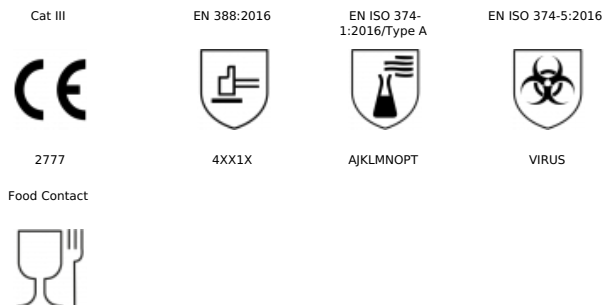 Cat III
EN 388:2016
EN ISO 374-
1:2016/Type A
EN ISO 374-5:2016
CE
2777
4XX1X
AJKLMNOPT
VIRUS
Food Contact